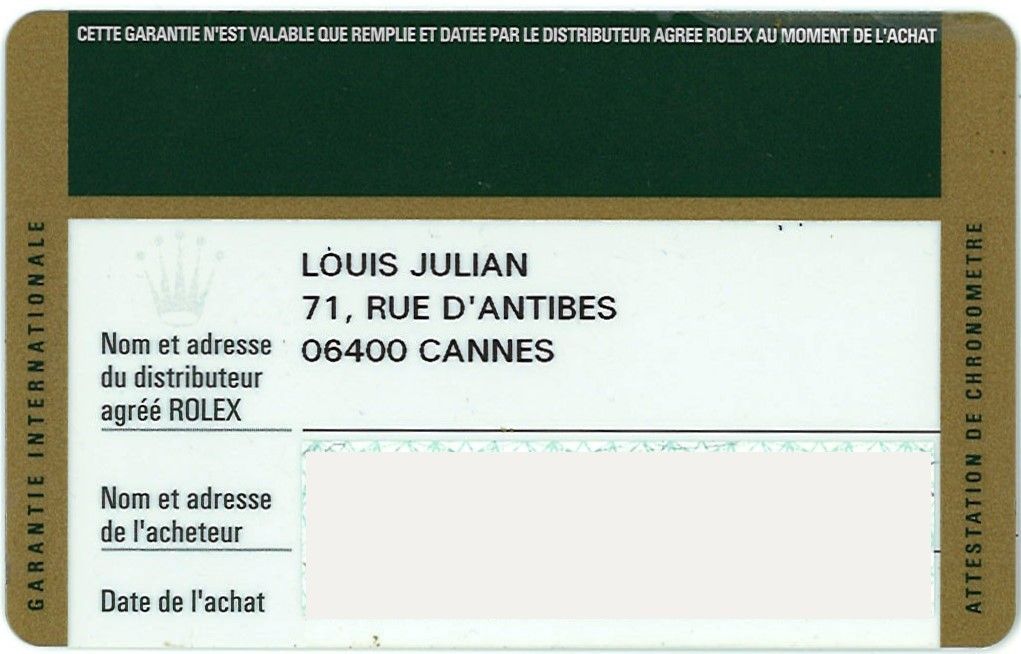 CETTE GARANTIE N'EST VALABLE QUE REMPLIE ET DATEE PAR LE DISTRIBUTEUR AGREE ROLEX AU MOMENT DE L'ACHAT
GARANTIE INTERNATIONALE
LOUIS JULIAN
71, RUE D'ANTIBES
06400 CANNES
Nom et adresse
du distributeur
agréé ROLEX
Nom et adresse
de l'acheteur
Date de l'achat
ATTESTATION DE CHRONOMETRE